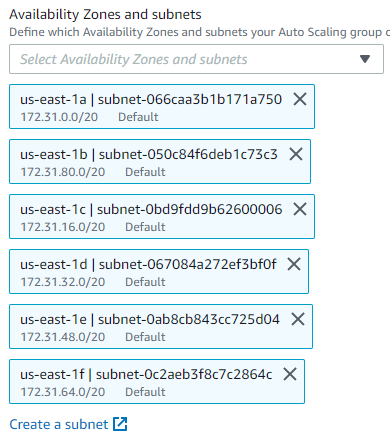 Availability Zones and subnets
Define which Availability Zones and subnets your Auto Scaling group
Select Availability Zones and subnets
us-east-1a | subnet-066caa3b1b171a750
172.31.0.0/20 Default
us-east-1b | subnet-050c84f6deb1c73c3
172.31.80.0/20 Default
us-east-1c | subnet-0bd9fdd9b62600006
172.31.16.0/20 Default
us-east-1d | subnet-067084a272ef3bf0f
172.31.32.0/20 Default
us-east-1e | subnet-0ab8cb843cc725d04
172.31.48.0/20 Default
us-east-1f | subnet-0c2aeb3f8c7c2864c
172.31.64.0/20 Default
Create a subnet